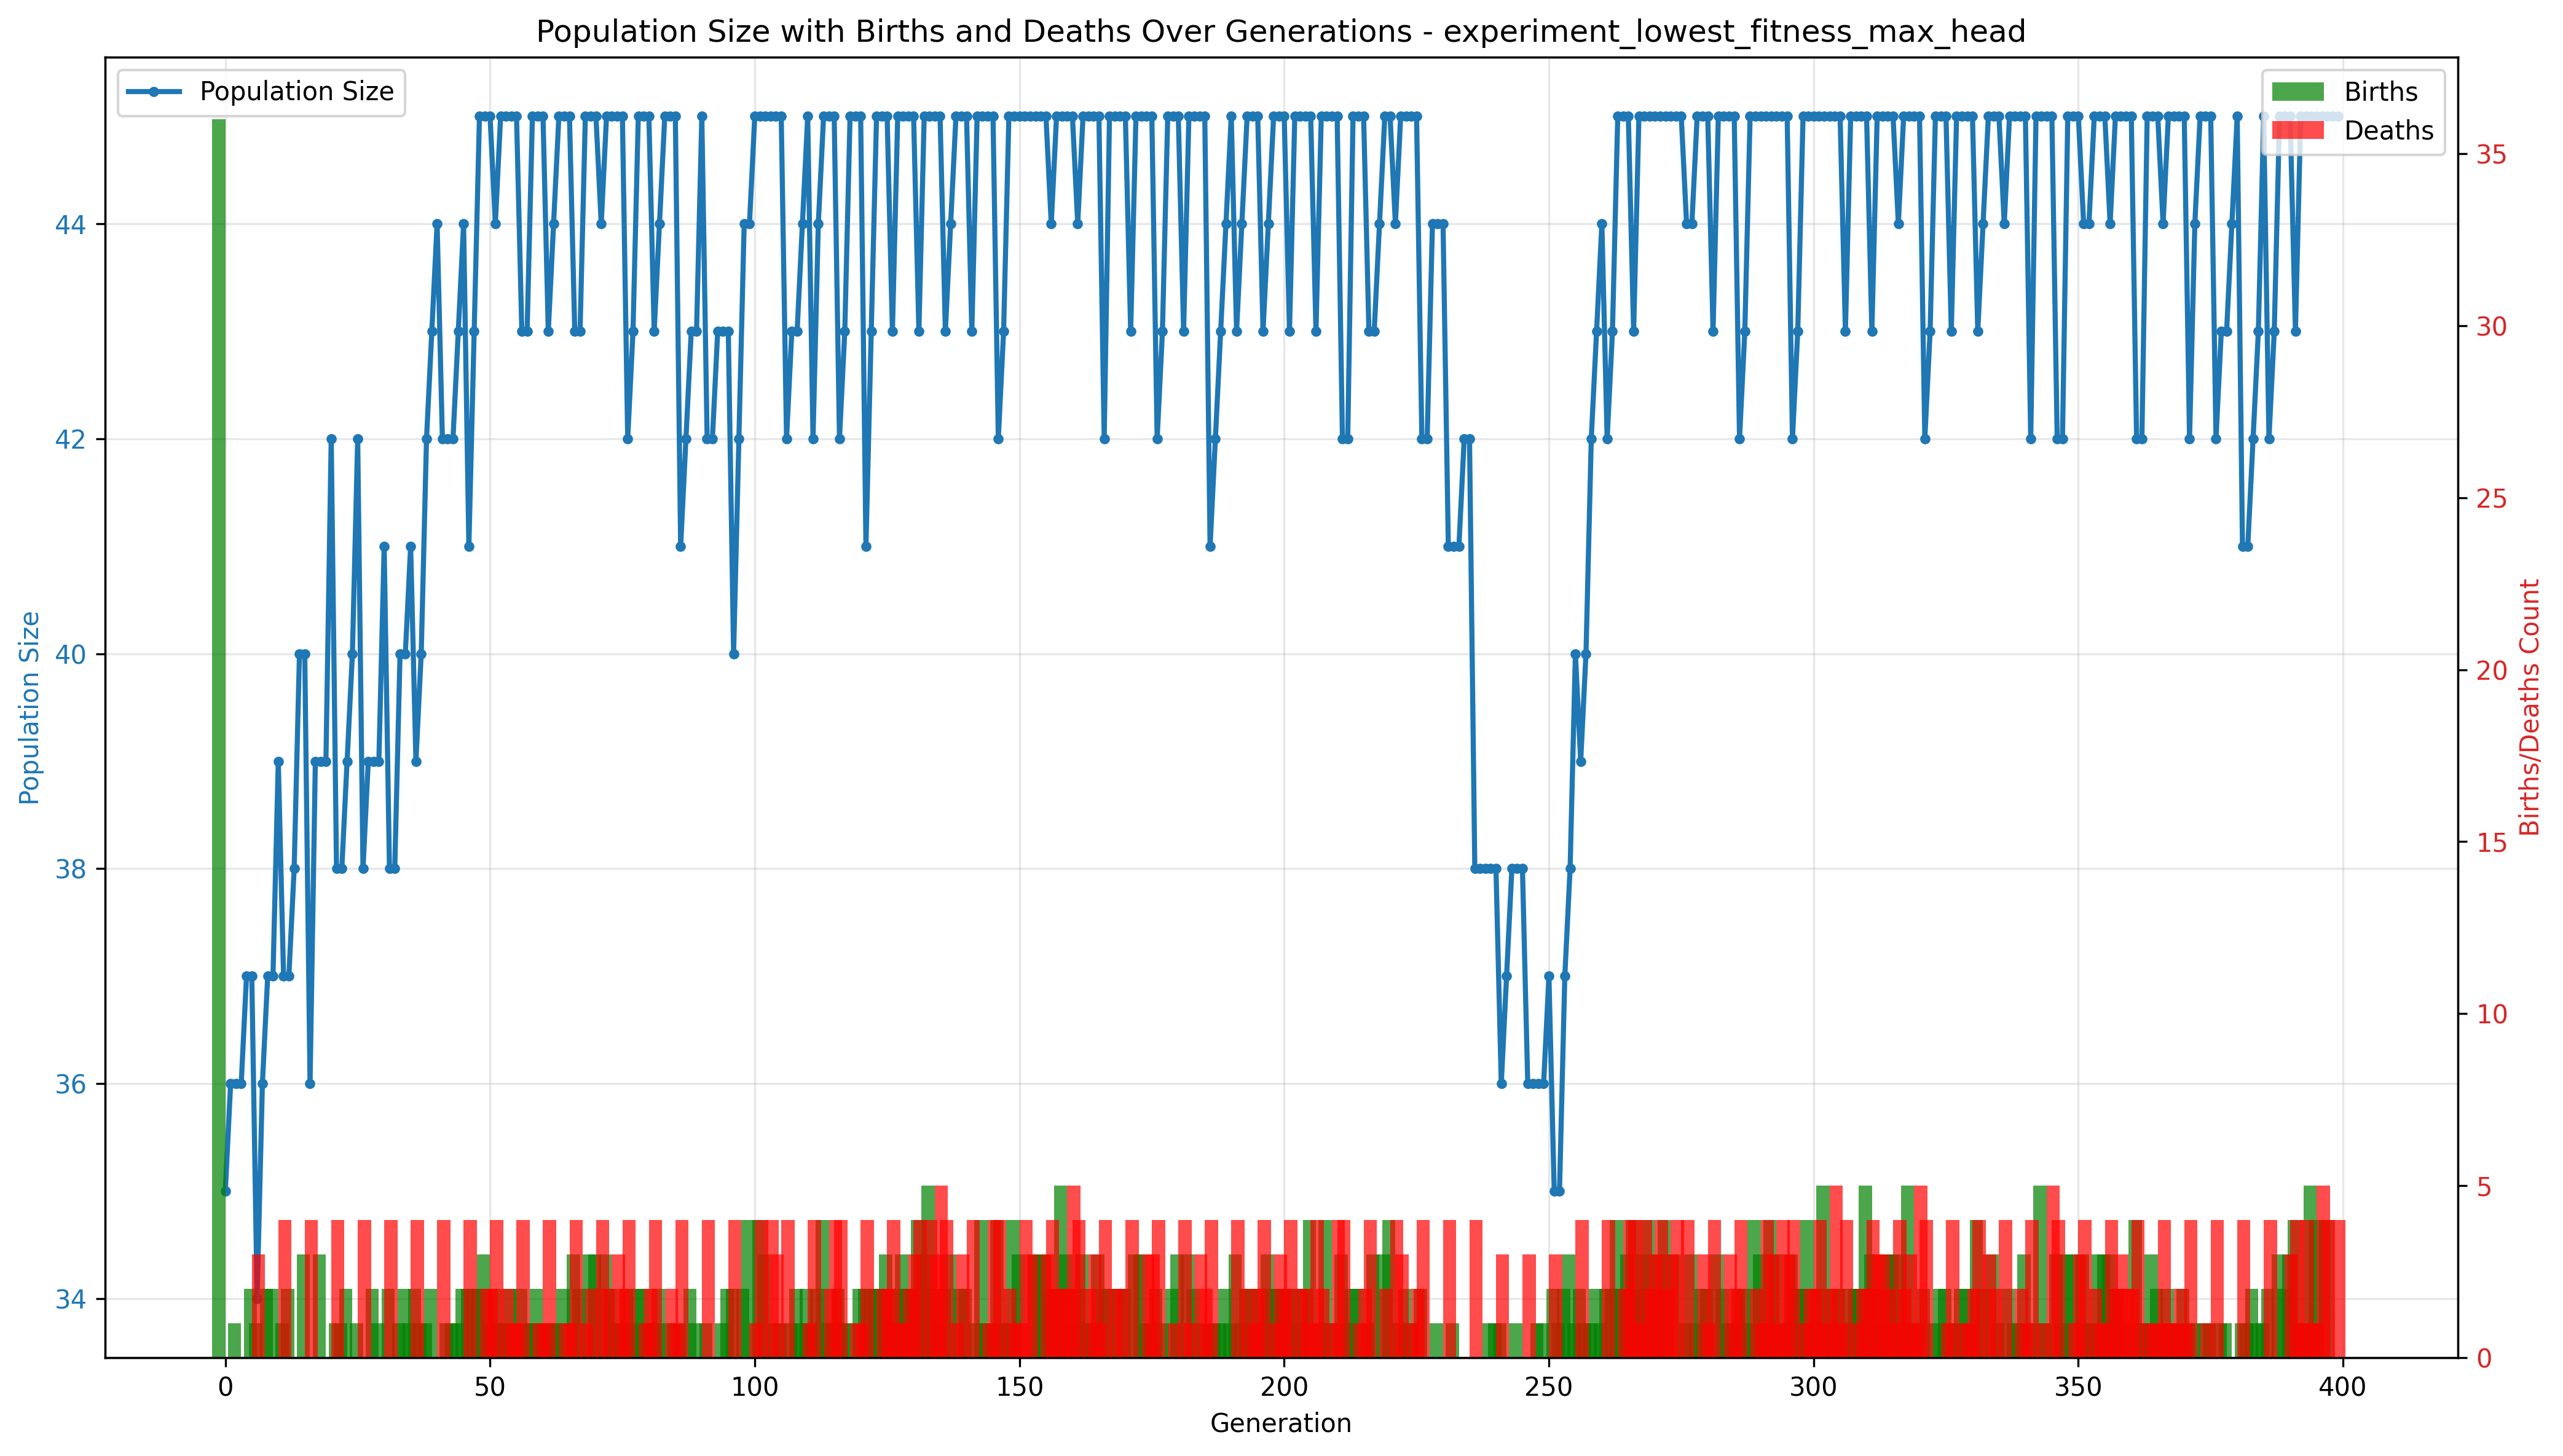 Population Size with Births and Deaths Over Generations - experiment_lowest_fitness_max_head
Population Size
Births
Deaths
44
42
40
38
36
34
Population Size
35
30
25
20
15
10
5
0
Births/Deaths Count
0 50 100 150 200 250 300 350 400
Generation